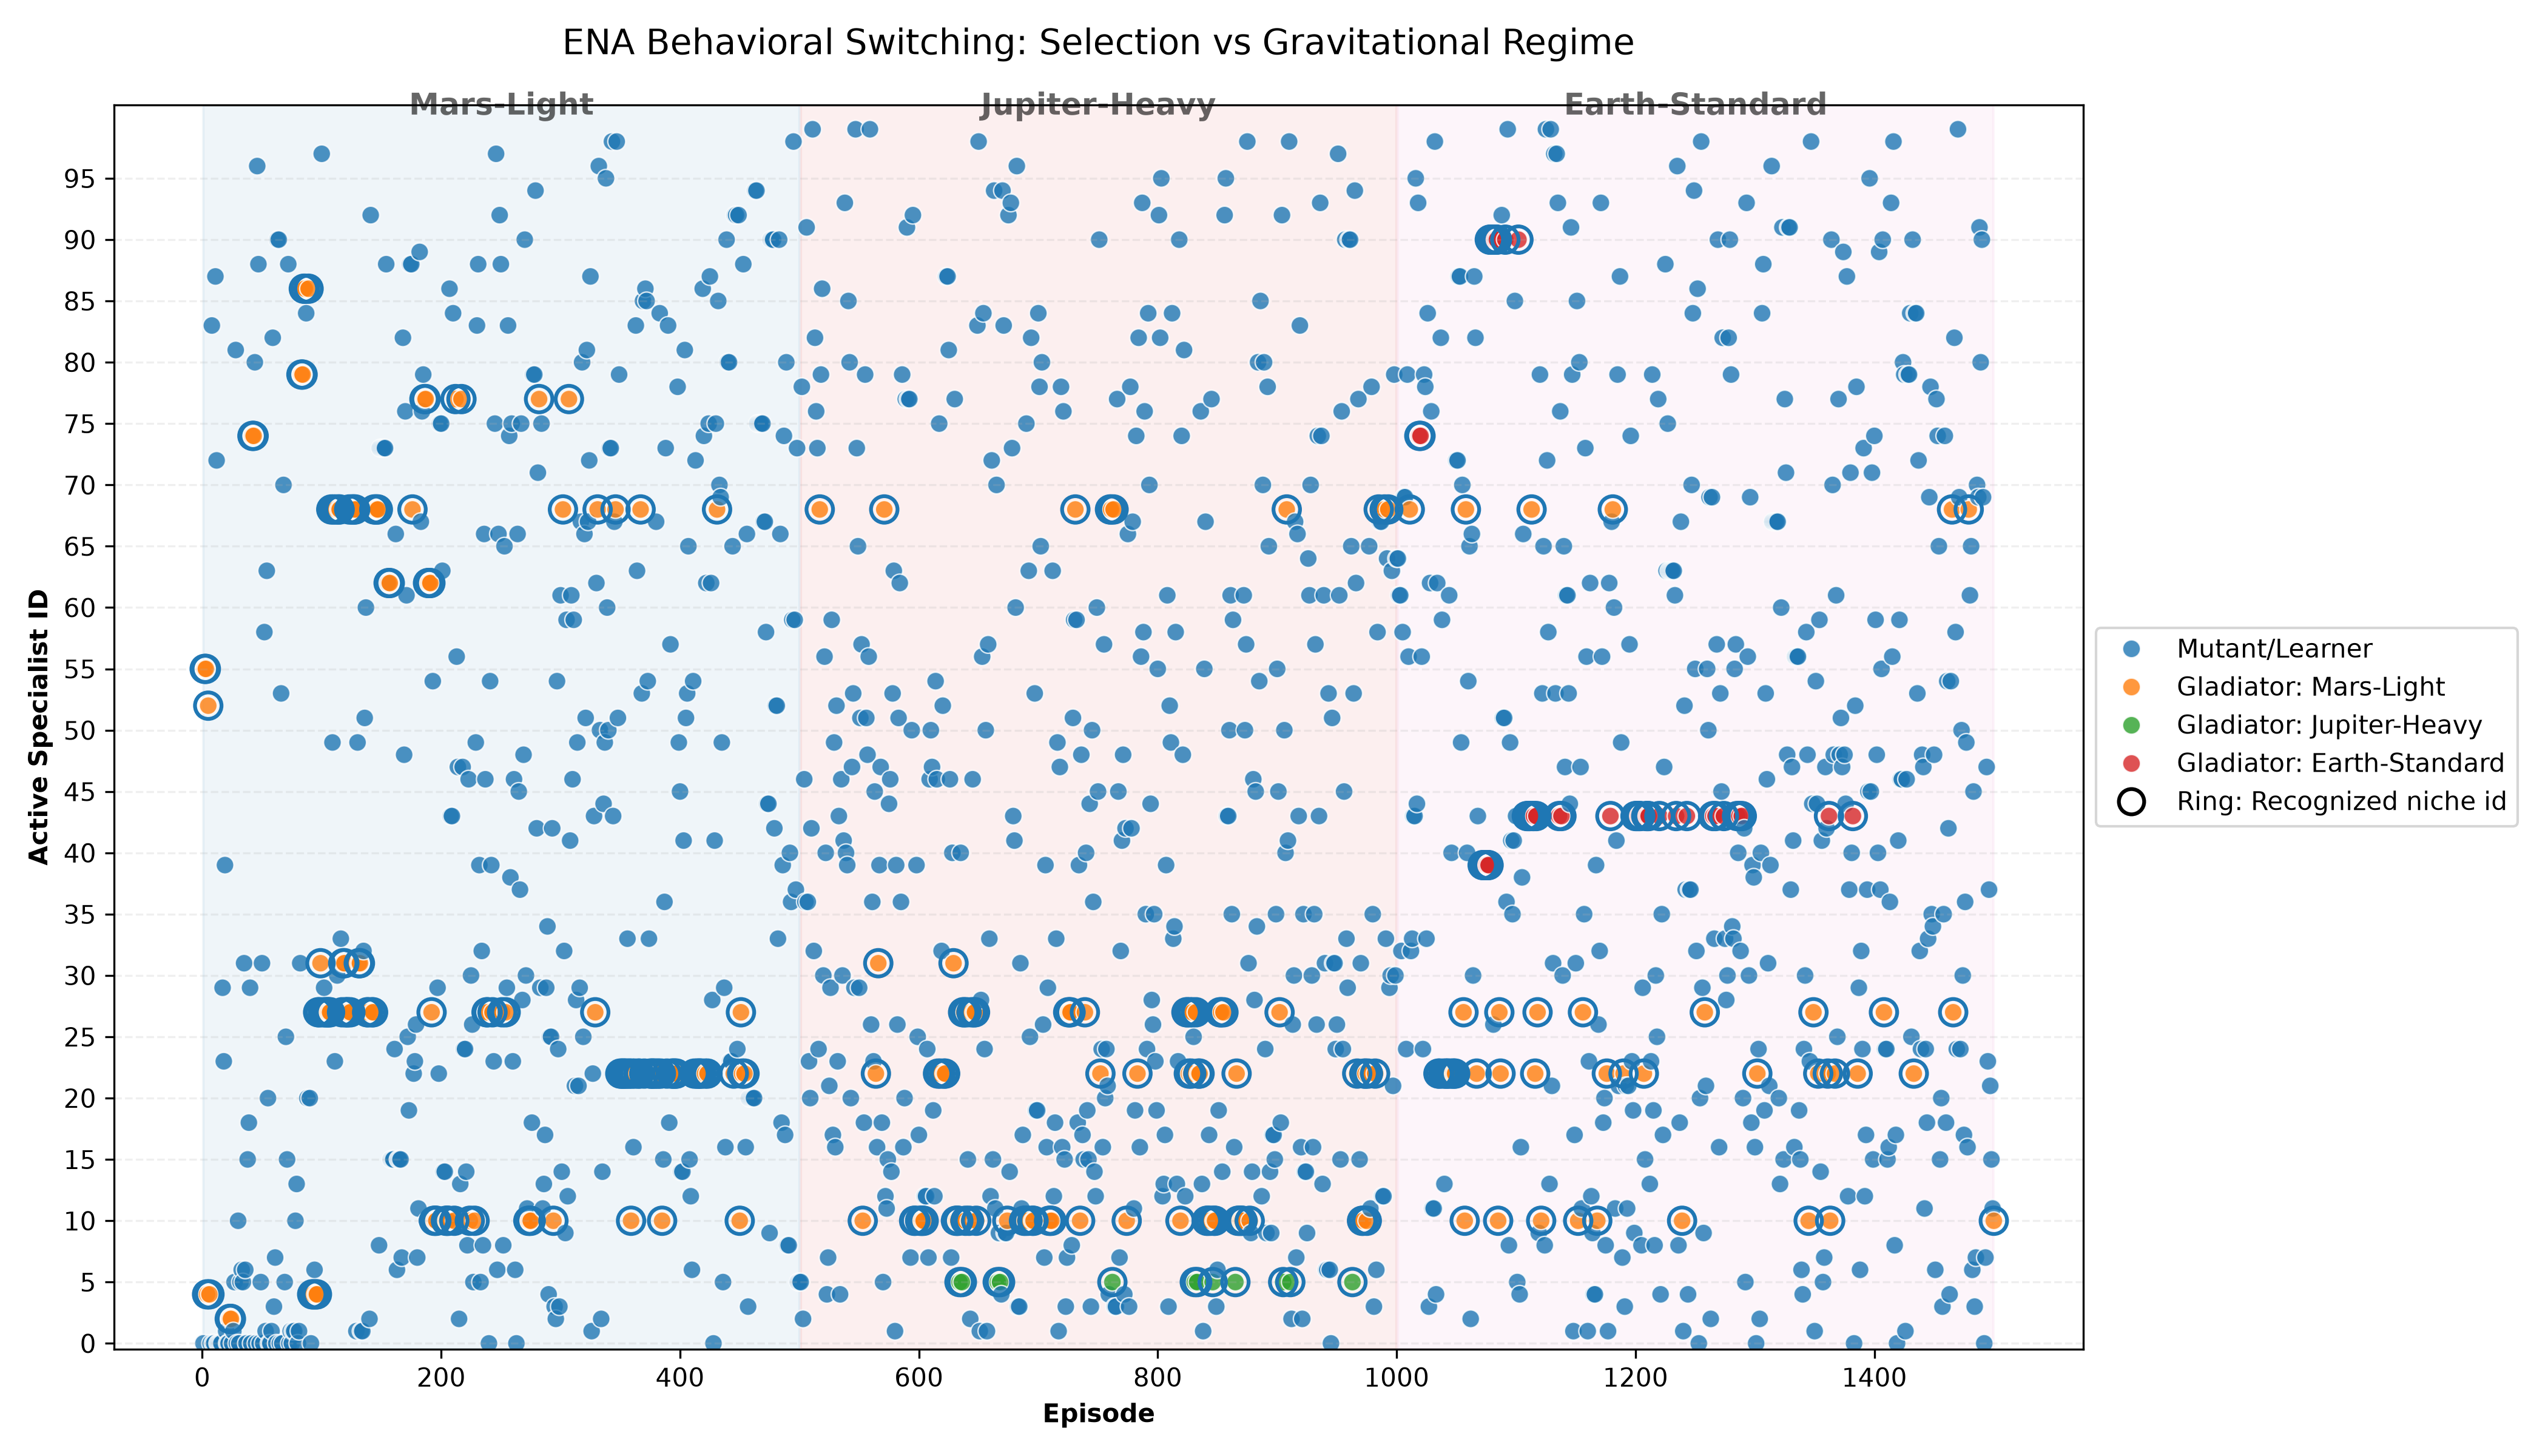 ENA Behavioral Switching: Selection vs Gravitational Regime
Mars-Light
Jupiter-Heavy
Earth-Standard
Active Specialist ID
95
90
85
80
75
70
65
60
55
50
45
40
35
30
25
20
15
10
5
0
0 200 400 600 800 1000 1200 1400
Episode
Mutant/Learner
Gladiator: Mars-Light
Gladiator: Jupiter-Heavy
Gladiator: Earth-Standard
Ring: Recognized niche id